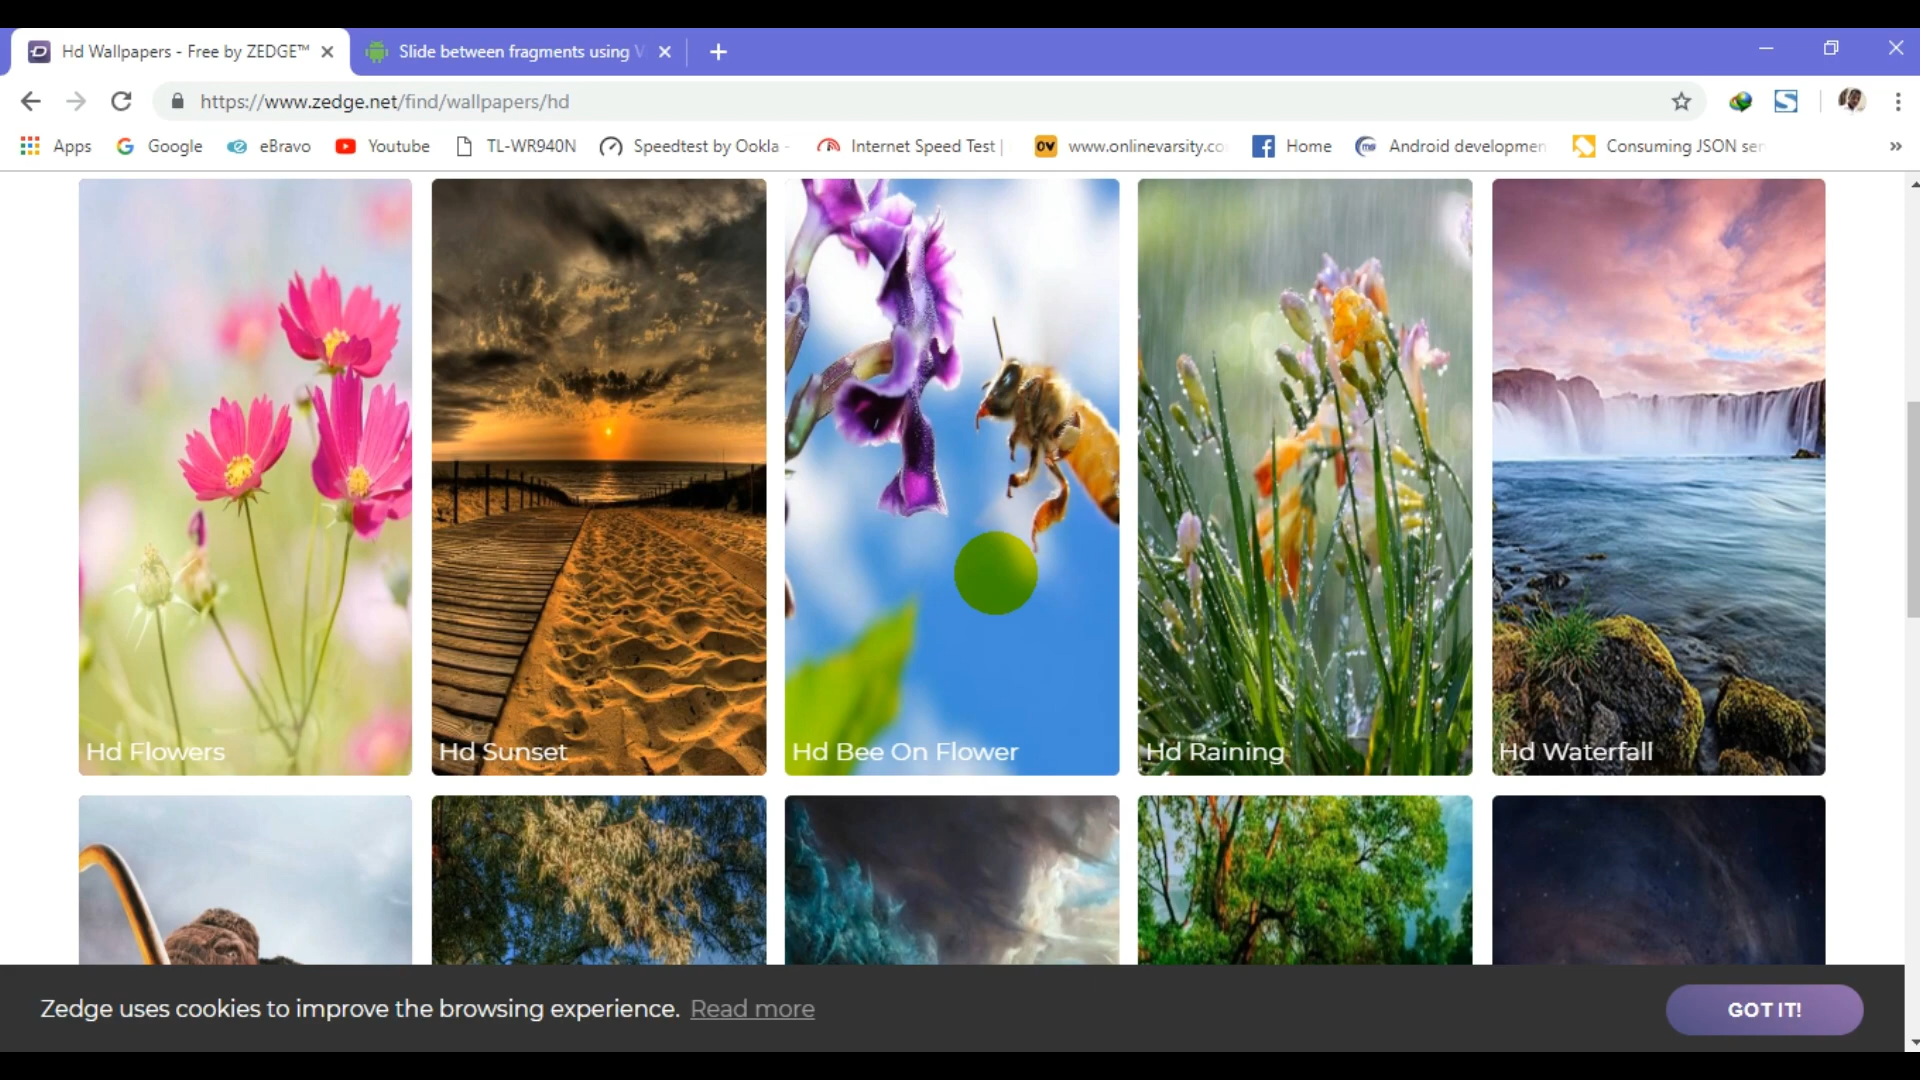 Hd Wallpapers - Free by ZEDGE™
Slide between fragments using V
https://www.zedge.net/find/wallpapers/hd
Apps
Google
eBravo
Youtube
TL-WR940N
Speedtest by Ookla -
Internet Speed Test |
OV
www.onlinevarsity.co
Home
Android developmen
Consuming JSON ser
»
Hd Flowers
Hd Sunset
Hd Bee On Flower
Hd Raining
Hd Waterfall
Zedge uses cookies to improve the browsing experience. Read more
GOT IT!